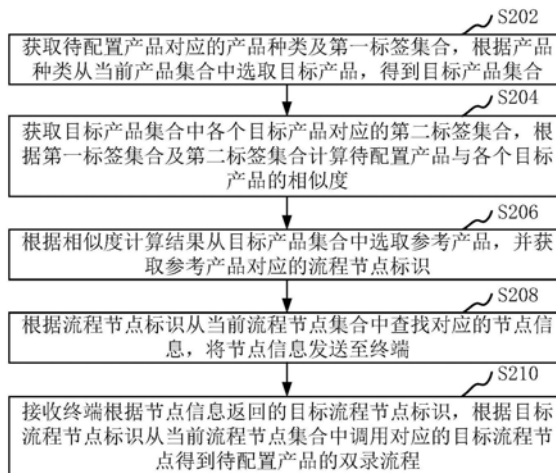 S202
获取待配置产品对应的产品种类及第一标签集合，根据产品
种类从当前产品集合中选取目标产品，得到目标产品集合
S204
获取目标产品集合中各个目标产品对应的第二标签集合，根
据第一标签集合及第二标签集合计算待配置产品与各个目标
产品的相似度
S206
根据相似度计算结果从目标产品集合中选取参考产品，并获
取参考产品对应的流程节点标识
S208
根据流程节点标识从当前流程节点集合中查找对应的节点信
息，将节点信息发送至终端
S210
接收终端根据节点信息返回的目标流程节点标识，根据目标
流程节点标识从当前流程节点集合中调用对应的目标流程节
点得到待配置产品的双录流程